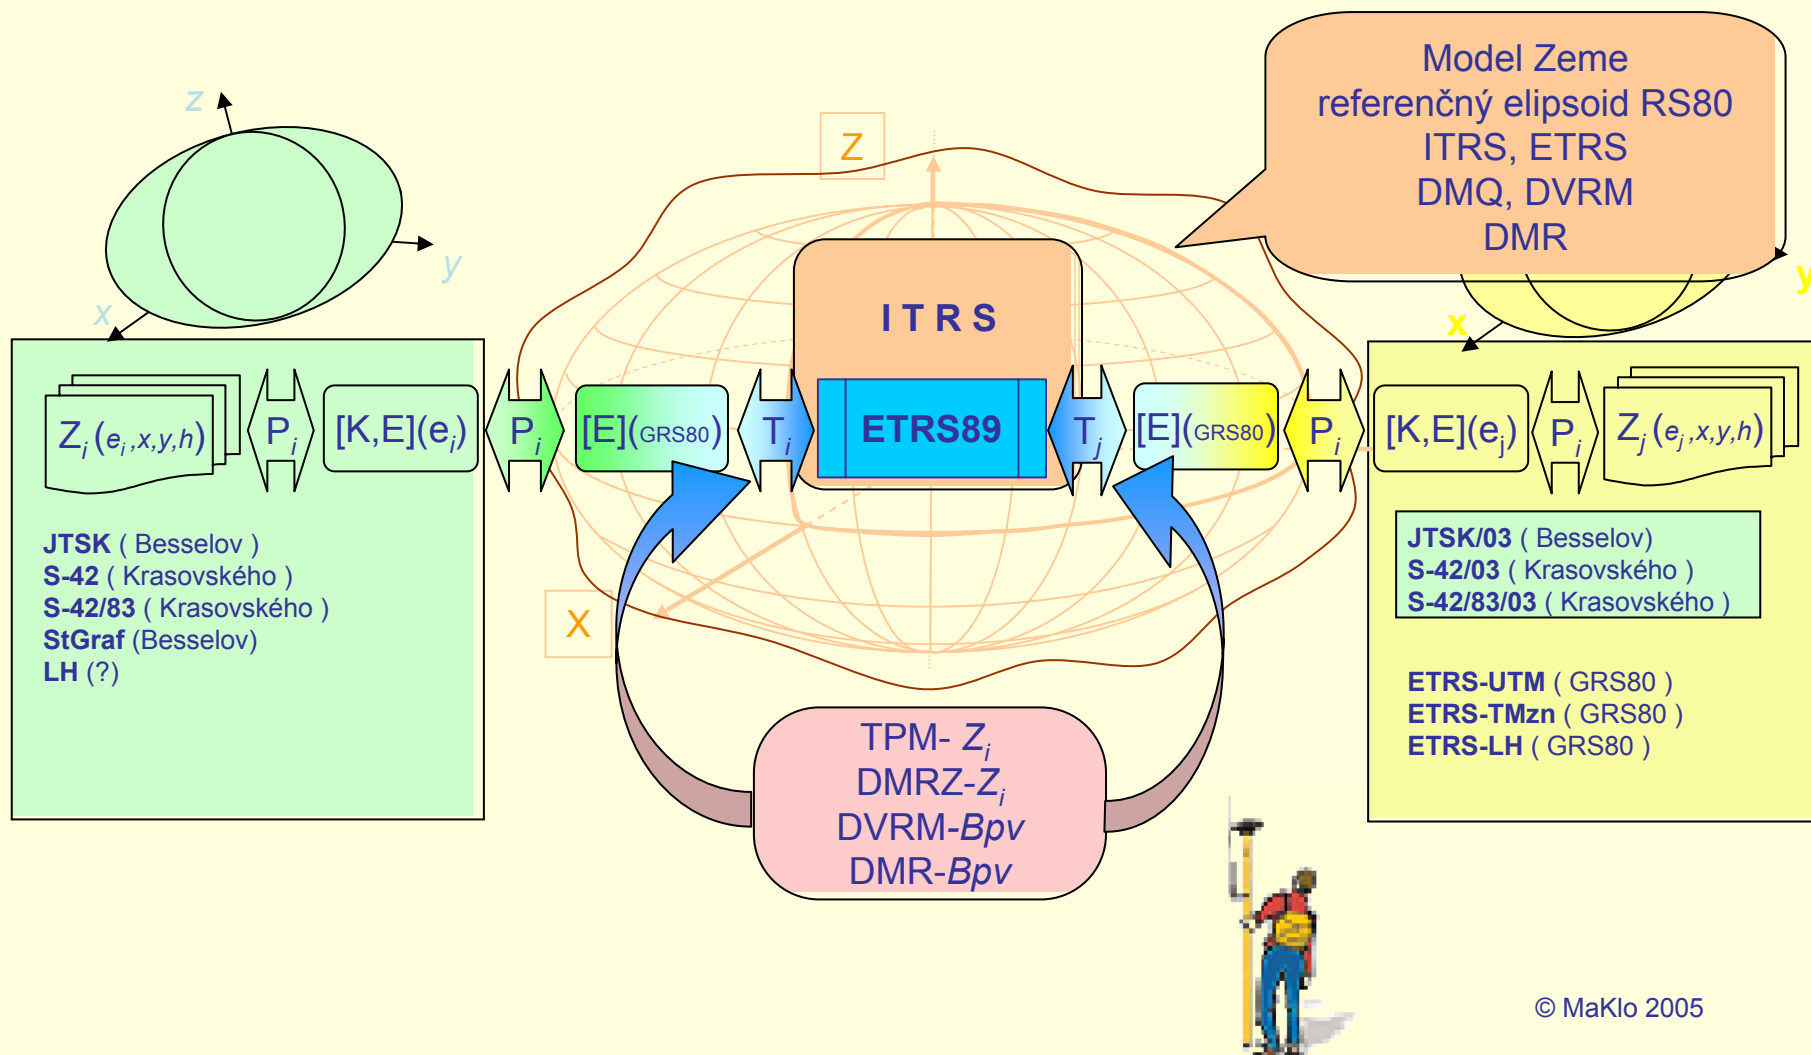 Model Zeme
referenčný elipsoid RS80
ITRS, ETRS
DMQ, DVRM
DMR
z
y
x
Z
X
y
x
I T R S
ETRS89
Zi (ei ,x,y,h)
Pi
[K,E](ei)
Pi
[E](GRS80)
Ti
Tj
[E](GRS80)
Pi
[K,E](ej)
Pi
Zj (ej ,x,y,h)
JTSK ( Besselov )
S-42 ( Krasovského )
S-42/83 ( Krasovského )
StGraf (Besselov)
LH (?)
JTSK/03 ( Besselov)
S-42/03 ( Krasovského )
S-42/83/03 ( Krasovského )
ETRS-UTM ( GRS80 )
ETRS-TMzn ( GRS80 )
ETRS-LH ( GRS80 )
TPM- Zi
DMRZ-Zi
DVRM-Bpv
DMR-Bpv
© MaKlo 2005